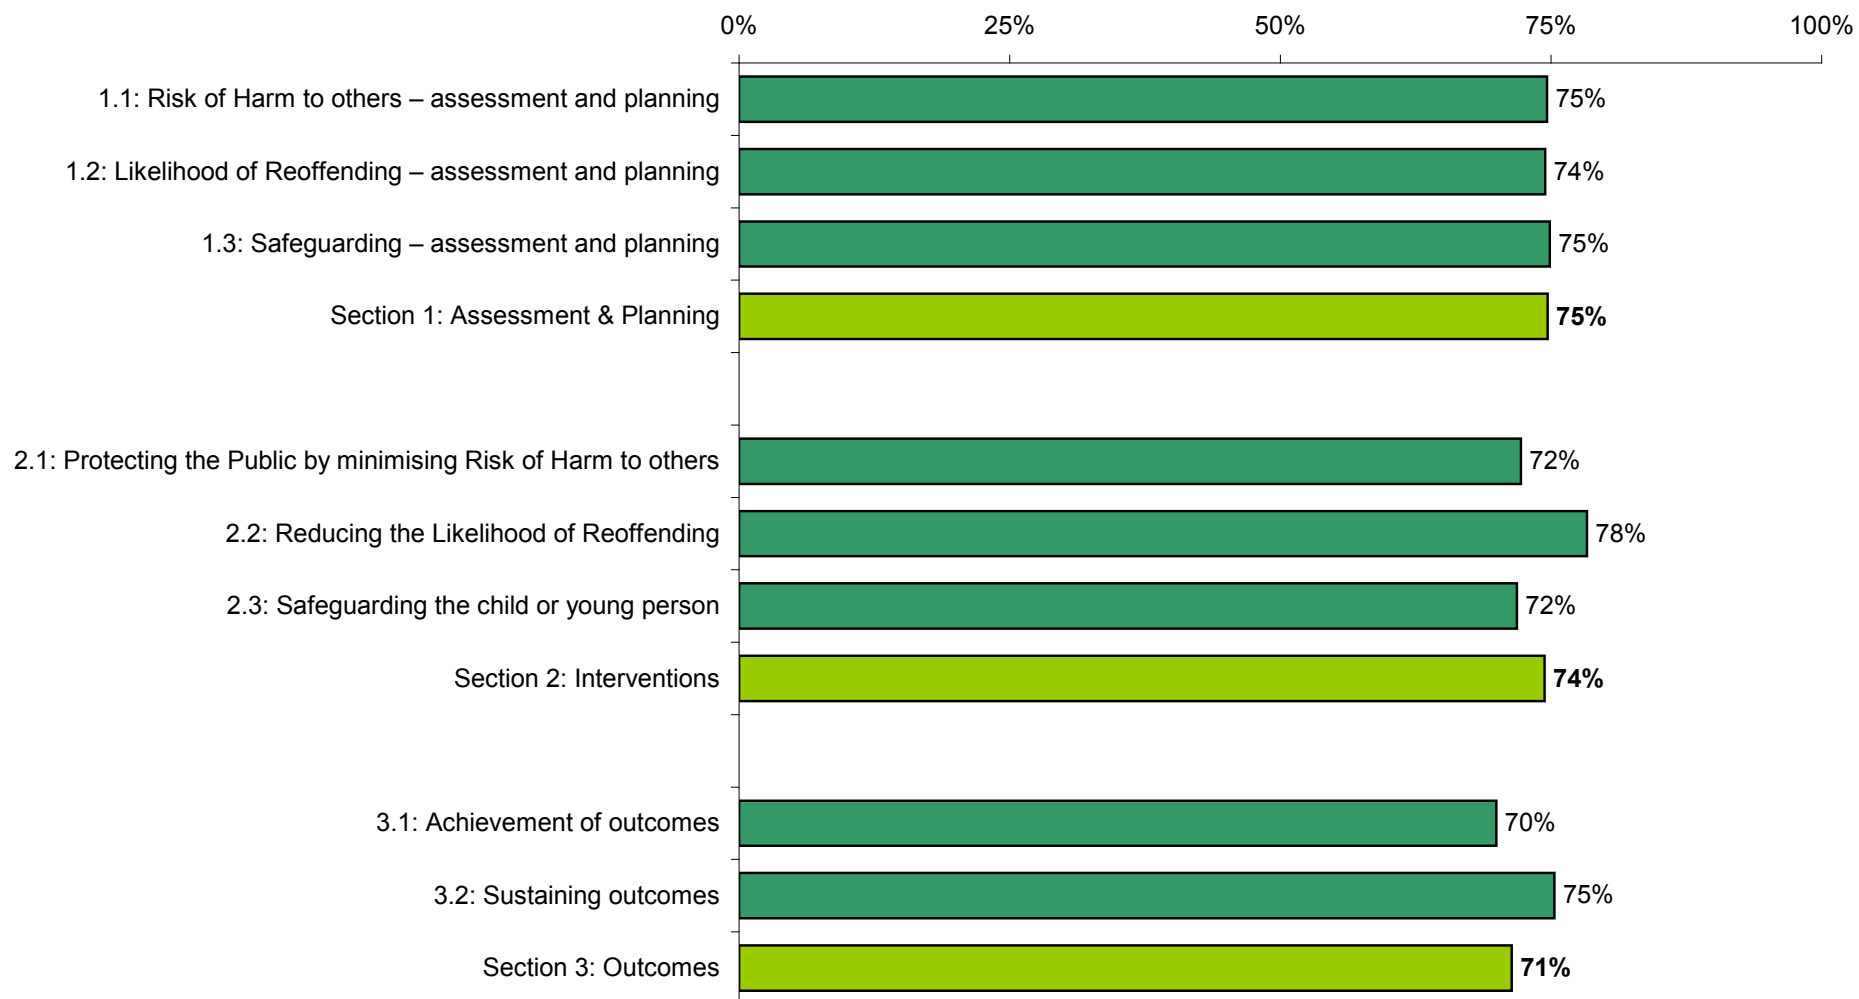 0% 25% 50% 75% 100%
1.1: Risk of Harm to others – assessment and planning 75%
1.2: Likelihood of Reoffending – assessment and planning 74%
1.3: Safeguarding – assessment and planning 75%
Section 1: Assessment & Planning 75%
2.1: Protecting the Public by minimising Risk of Harm to others 72%
2.2: Reducing the Likelihood of Reoffending 78%
2.3: Safeguarding the child or young person 72%
Section 2: Interventions 74%
3.1: Achievement of outcomes 70%
3.2: Sustaining outcomes 75%
Section 3: Outcomes 71%